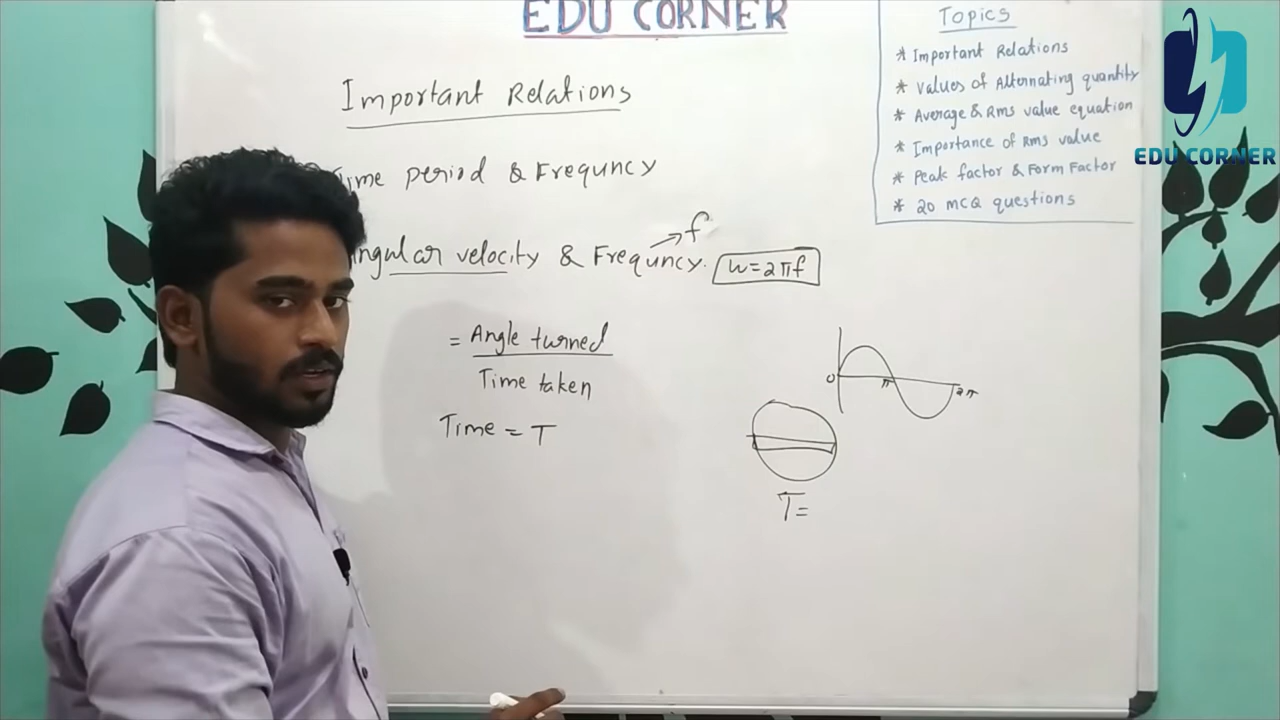 EDU CORNER
Important Relations
Time period & Frequncy
f
Angular velocity & Frequncy. w=2πf
= Angle turned
Time taken
Time = T
0 π 2π
T=
Topics
* Important Relations
* Values of Alternating quantity
* Average & Rms value equation
* Importance of Rms value
* Peak factor & Form Factor
* 20 MCQ questions
EDU CORNER